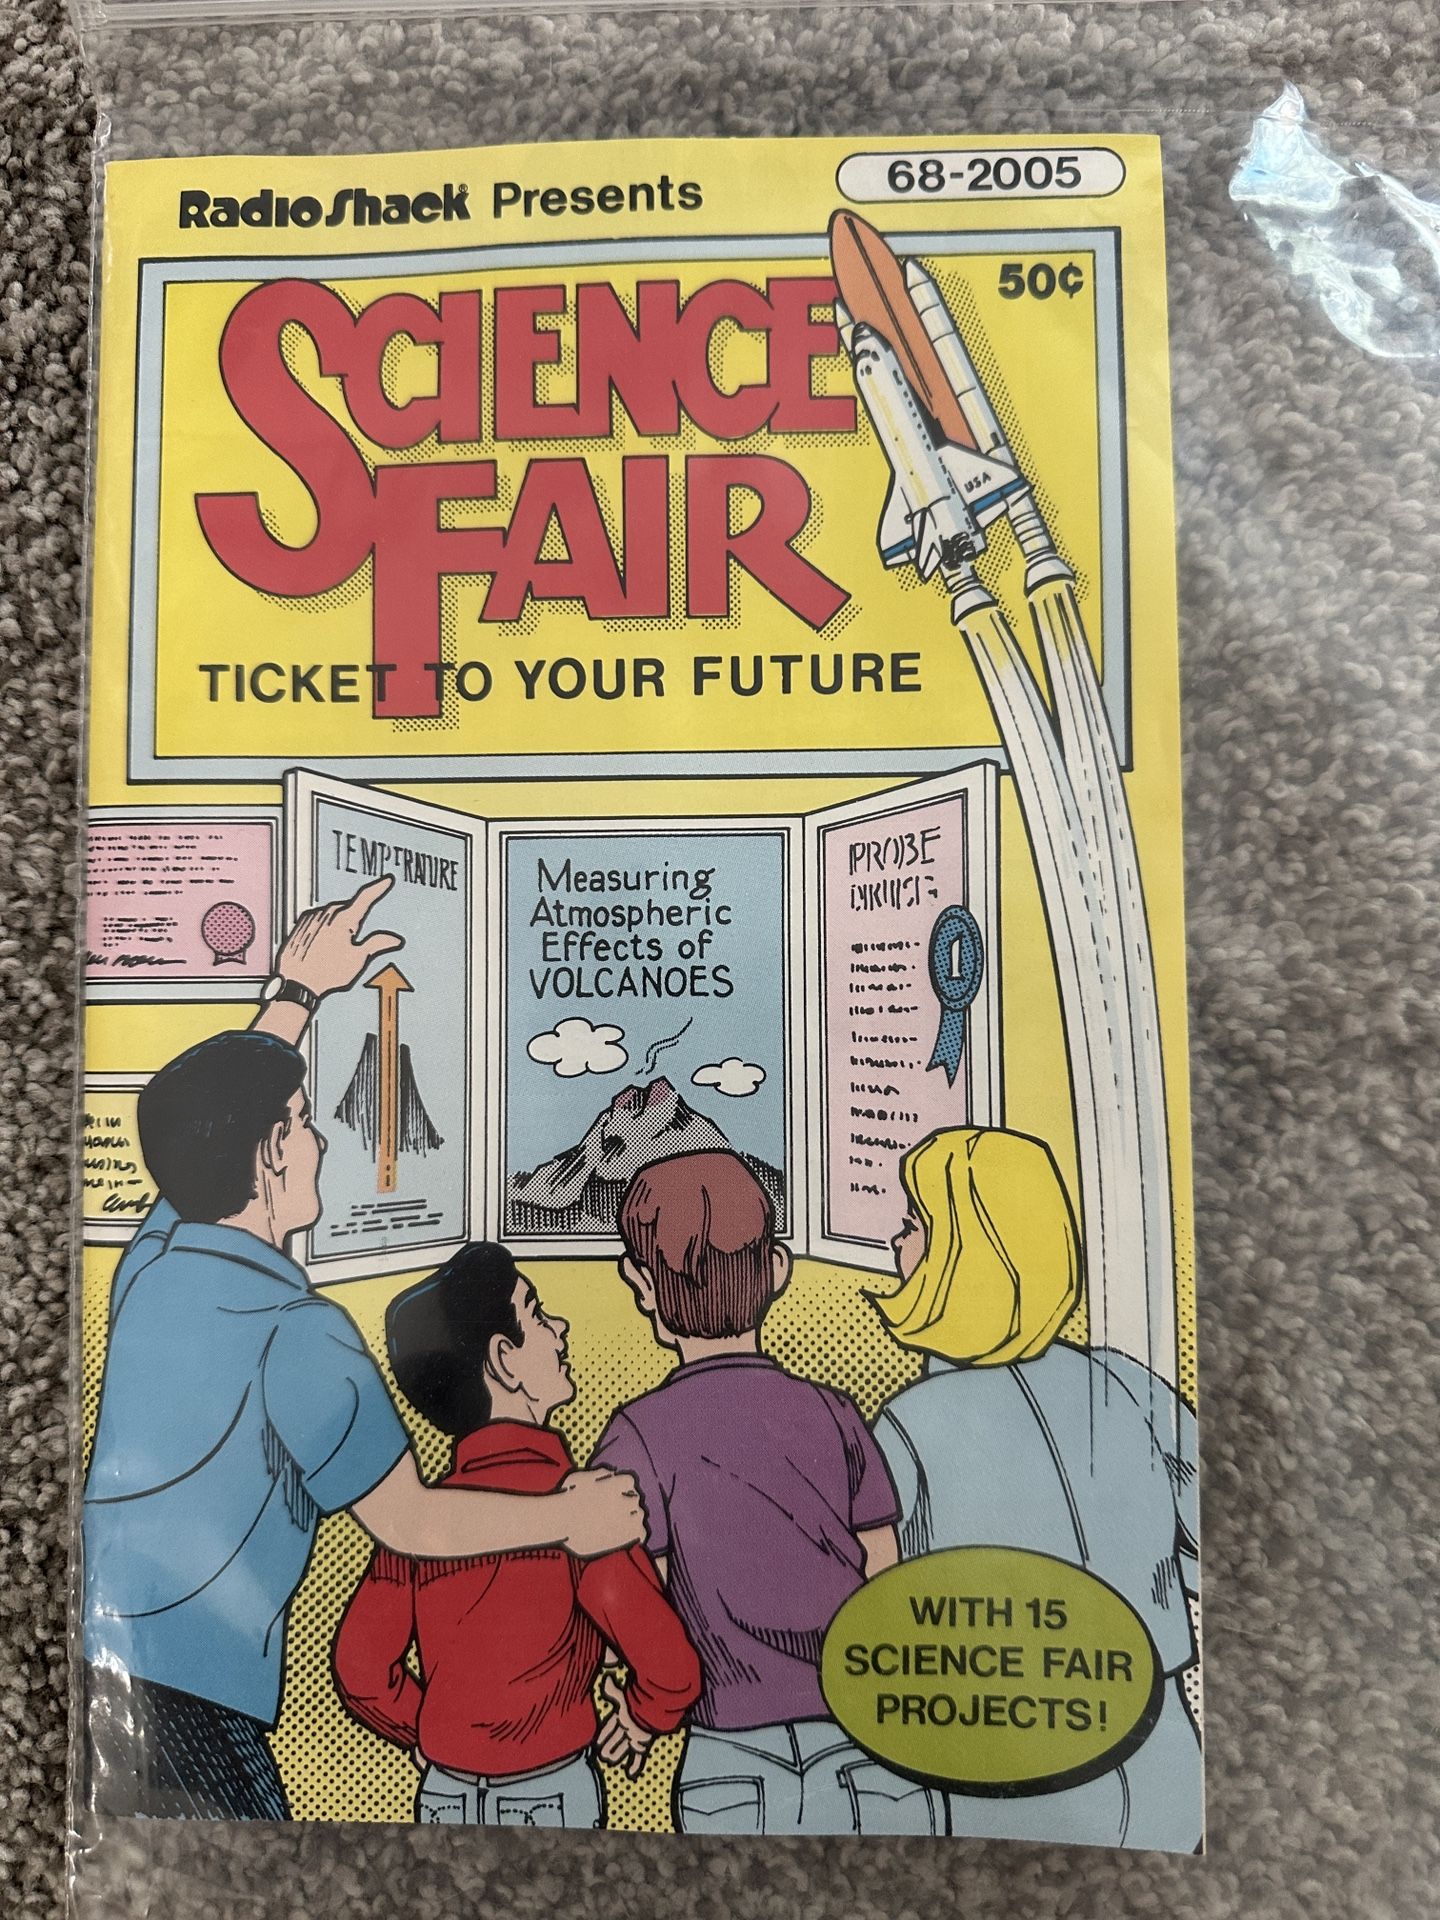 RadioShack® Presents
68-2005
50¢
SCIENCE
FAIR
TICKET TO YOUR FUTURE
USA
Measuring
Atmospheric
Effects of
VOLCANOES
PROBE
1
WITH 15
SCIENCE FAIR
PROJECTS!